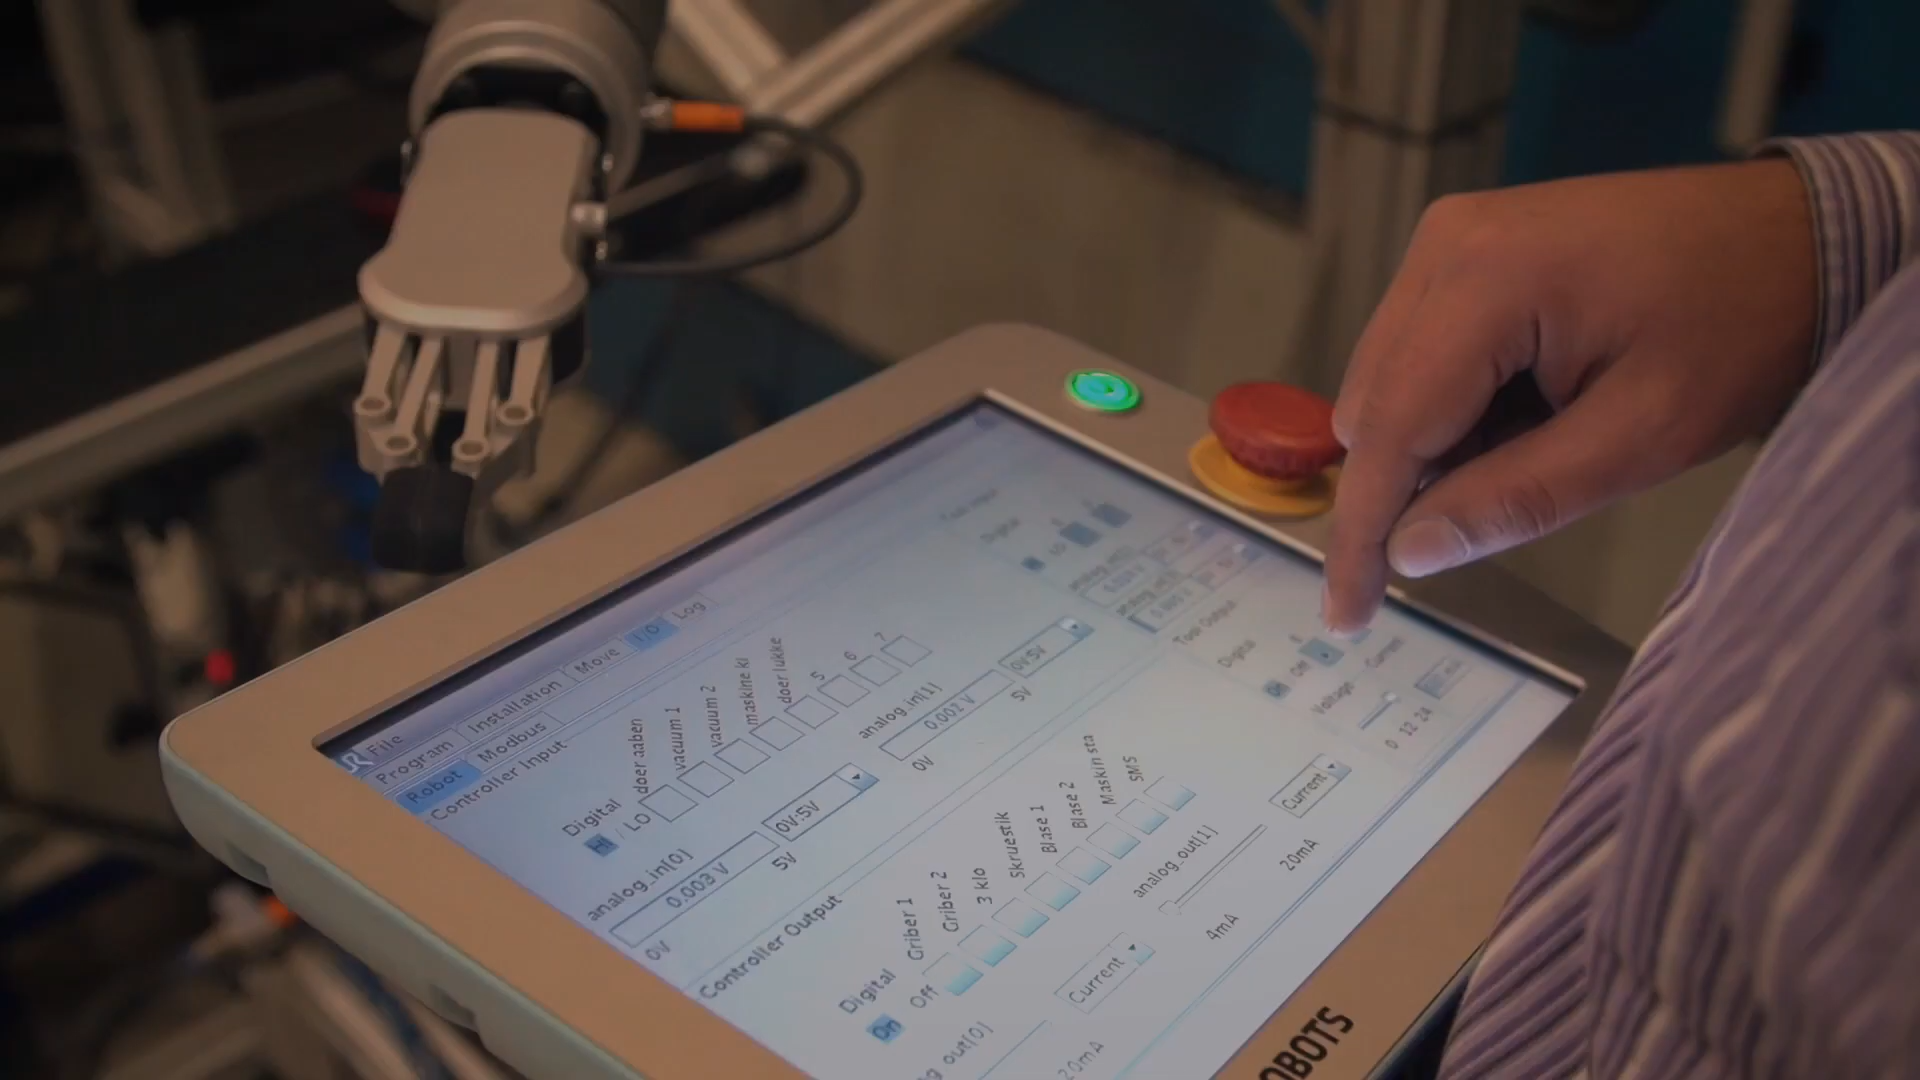 File
Program Installation Move I/O Log
Robot Modbus
Controller Input
Digital doer aaben vacuum 1 vacuum 2 maskine kl doer lukke 5 6 7
HI / LO
analog_in[0] 0V:5V
0.003 V
0V 5V
analog_in[1] 0V:5V
0.002 V
0V 5V
Controller Output
Digital Griber 1 Griber 2 3 klo Skruestik Blæse 1 Blæse 2 Maskin sta SMS
On Off
Current
20mA
analog_out[1] Current
4mA 20mA
Tool Output
Digital
On Off
Voltage Current
0 12 24
OBOTS